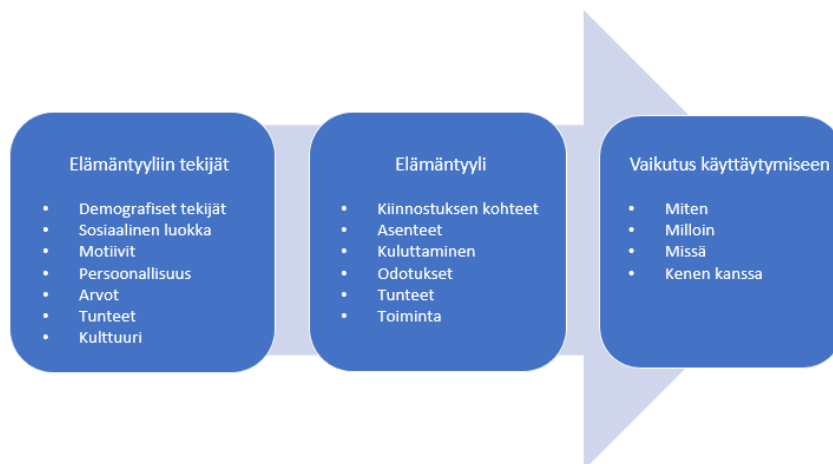 Elämäntyyliin tekijät
• Demografiset tekijät
• Sosiaalinen luokka
• Motiivit
• Persoonallisuus
• Arvot
• Tunteet
• Kulttuuri
Elämäntyyli
• Kiinnostuksen kohteet
• Asenteet
• Kuluttaminen
• Odotukset
• Tunteet
• Toiminta
Vaikutus käyttäytymiseen
• Miten
• Milloin
• Missä
• Kenen kanssa